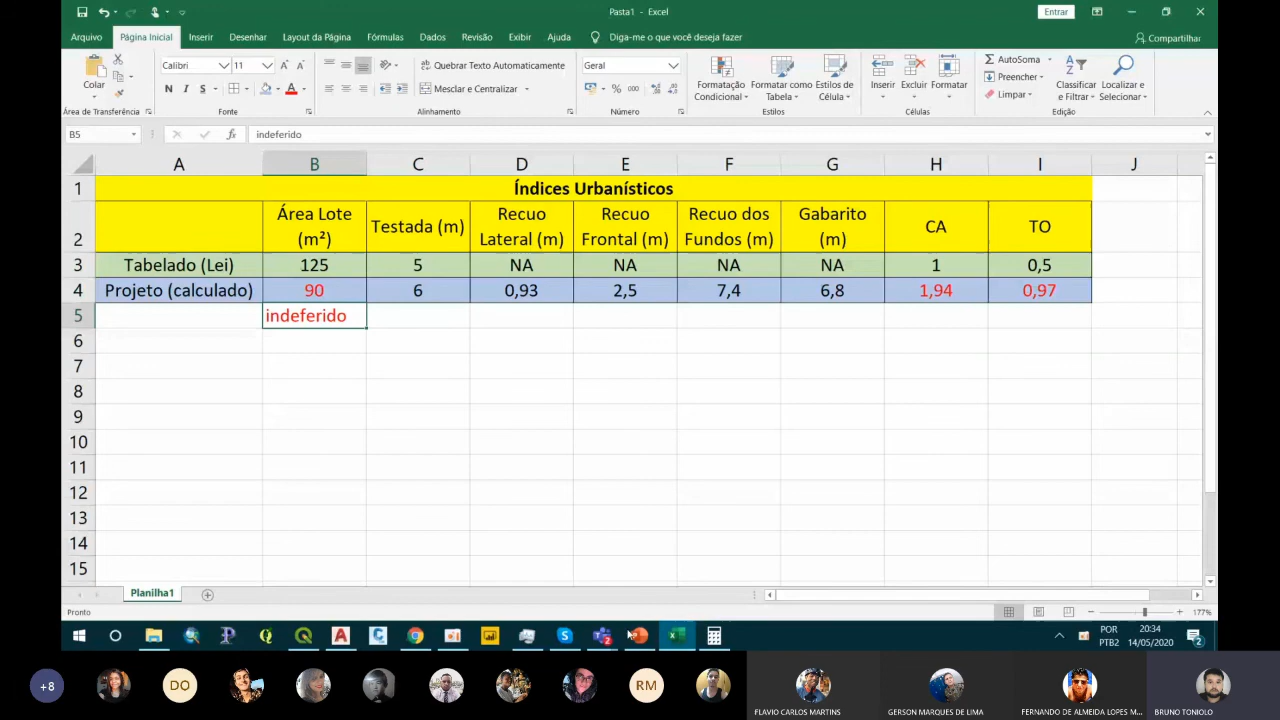 Pasta1 - Excel
Entrar
Arquivo Página Inicial Inserir Desenhar Layout da Página Fórmulas Dados Revisão Exibir Ajuda Diga-me o que você deseja fazer
Compartilhar
Colar
Calibri 11
N I S
Quebrar Texto Automaticamente
Mesclar e Centralizar
Geral
Formatação Condicional
Formatar como Tabela
Estilos de Célula
Inserir Excluir Formatar
AutoSoma
Preencher
Limpar
Classificar e Filtrar
Localizar e Selecionar
Área de Transferência Fonte Alinhamento Número Estilos Células Edição
B5 fx indeferido
A B C D E F G H I J
1 Índices Urbanísticos
2 Área Lote (m²) Testada (m) Recuo Lateral (m) Recuo Frontal (m) Recuo dos Fundos (m) Gabarito (m) CA TO
3 Tabelado (Lei) 125 5 NA NA NA NA 1 0,5
4 Projeto (calculado) 90 6 0,93 2,5 7,4 6,8 1,94 0,97
5 indeferido
6
7
8
9
10
11
12
13
14
15
Planilha1
Pronto
177%
POR
PTB2
20:34
14/05/2020
2
+8
DO
RM
FLAVIO CARLOS MARTINS
GERSON MARQUES DE LIMA
FERNANDO DE ALMEIDA LOPES M...
BRUNO TONIOLO